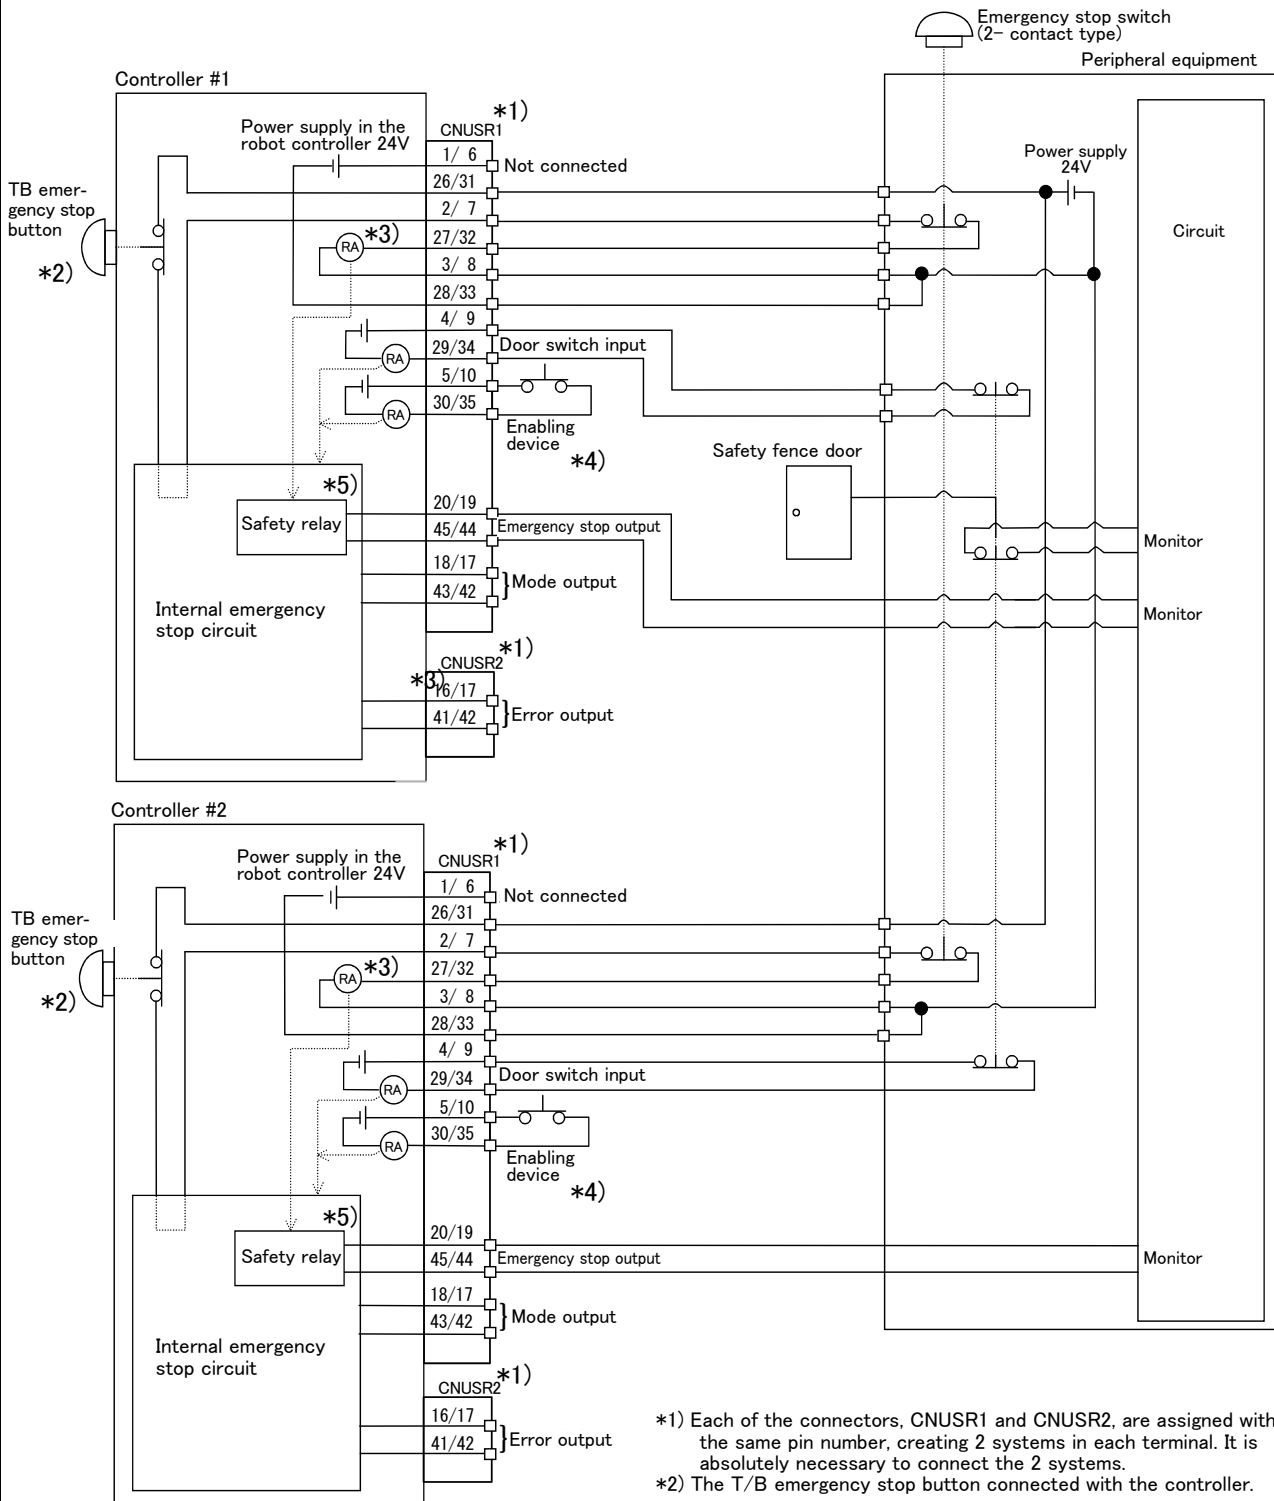 Emergency stop switch
(2- contact type)
Peripheral equipment
Controller #1
*1)
CNUSR1
Power supply in the
robot controller 24V
1/ 6
Not connected
26/31
2/ 7
*3)
RA
27/32
3/ 8
28/33
4/ 9
29/34
Door switch input
RA
5/10
30/35
RA
Enabling
device
*4)
TB emer-
gency stop
button
*2)
Power supply
24V
Circuit
Safety fence door
*5)
Safety relay
20/19
45/44
Emergency stop output
18/17
43/42
Mode output
Monitor
Monitor
Internal emergency
stop circuit
*1)
CNUSR2
*3)
16/17
41/42
Error output
Controller #2
*1)
CNUSR1
Power supply in the
robot controller 24V
1/ 6
Not connected
26/31
2/ 7
*3)
RA
27/32
3/ 8
28/33
4/ 9
29/34
Door switch input
RA
5/10
30/35
RA
Enabling
device
*4)
TB emer-
gency stop
button
*2)
*5)
Safety relay
20/19
45/44
Emergency stop output
18/17
43/42
Mode output
Monitor
Internal emergency
stop circuit
*1)
CNUSR2
16/17
41/42
Error output
*1) Each of the connectors, CNUSR1 and CNUSR2, are assigned with
the same pin number, creating 2 systems in each terminal. It is
absolutely necessary to connect the 2 systems.
*2) The T/B emergency stop button connected with the controller.